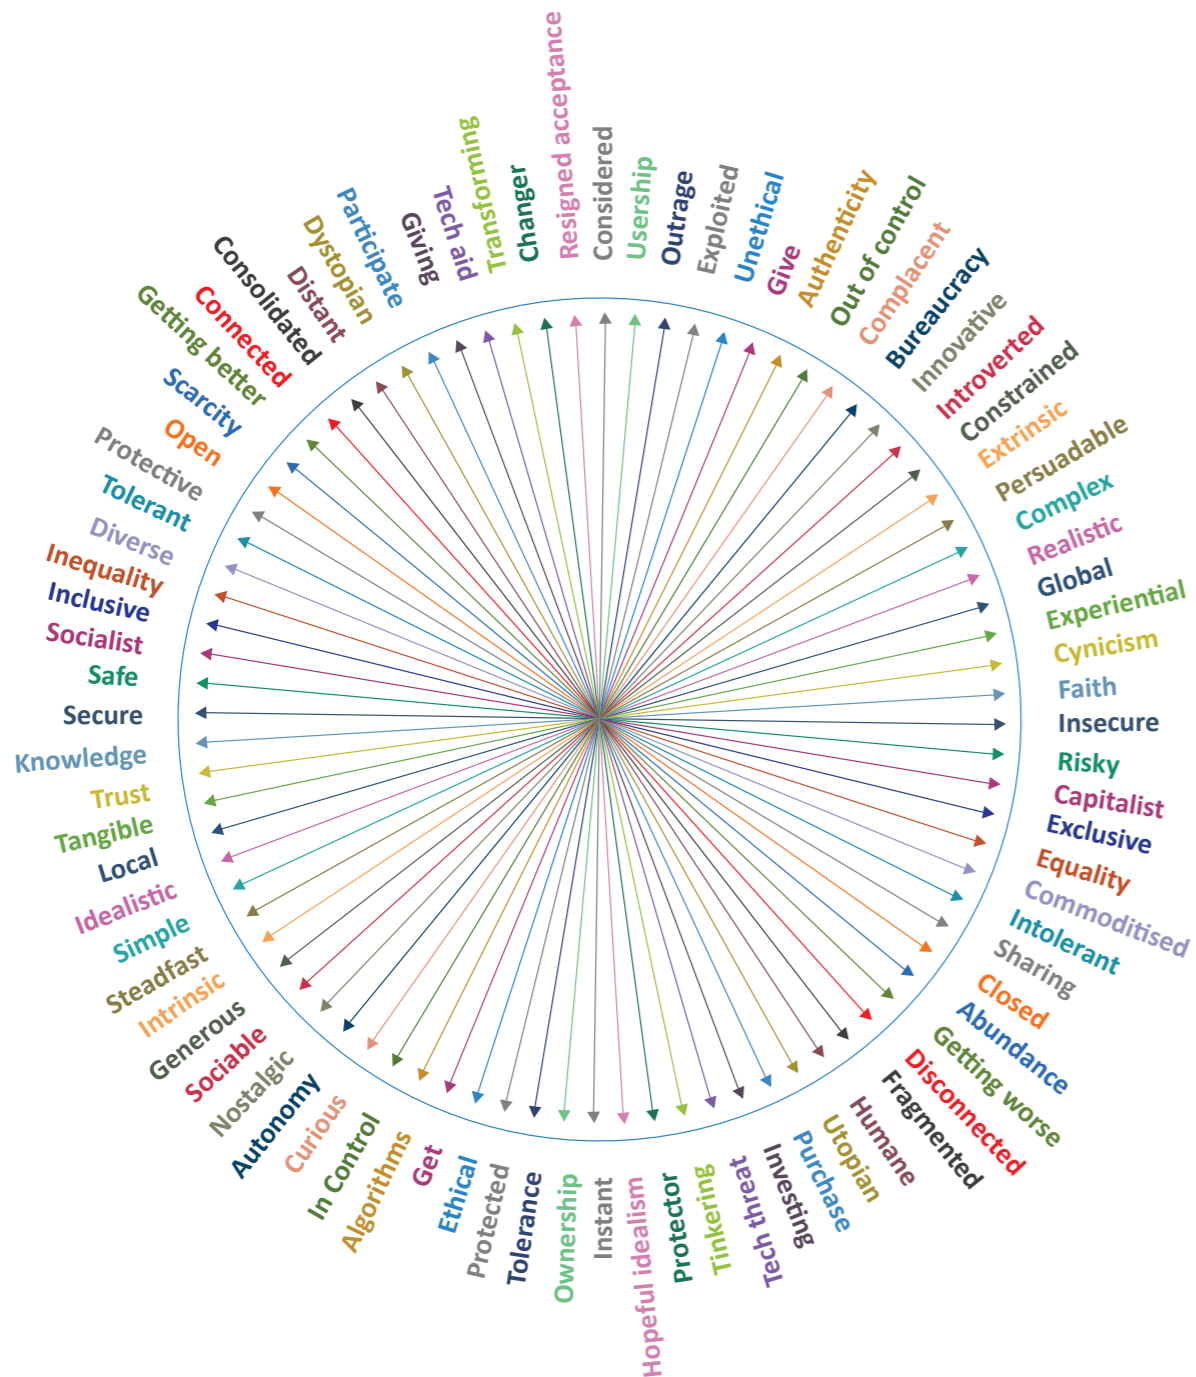 Resigned acceptance
Considered
Usership
Outrage
Exploited
Unethical
Give
Authenticity
Out of control
Complacent
Bureaucracy
Innovative
Introverted
Constrained
Extrinsic
Persuadable
Complex
Realistic
Global
Experiential
Cynicism
Faith
Insecure
Risky
Capitalist
Exclusive
Equality
Commoditised
Intolerant
Sharing
Closed
Abundance
Getting worse
Disconnected
Fragmented
Humane
Utopian
Purchase
Investing
Tech threat
Tinkering
Protector
Hopeful idealism
Instant
Ownership
Tolerance
Protected
Ethical
Get
Algorithms
In Control
Curious
Autonomy
Nostalgic
Sociable
Generous
Intrinsic
Steadfast
Simple
Idealistic
Local
Tangible
Trust
Knowledge
Secure
Safe
Socialist
Inclusive
Inequality
Diverse
Tolerant
Protective
Open
Scarcity
Getting better
Connected
Consolidated
Distant
Dystopian
Participate
Giving
Tech aid
Transforming
Changer